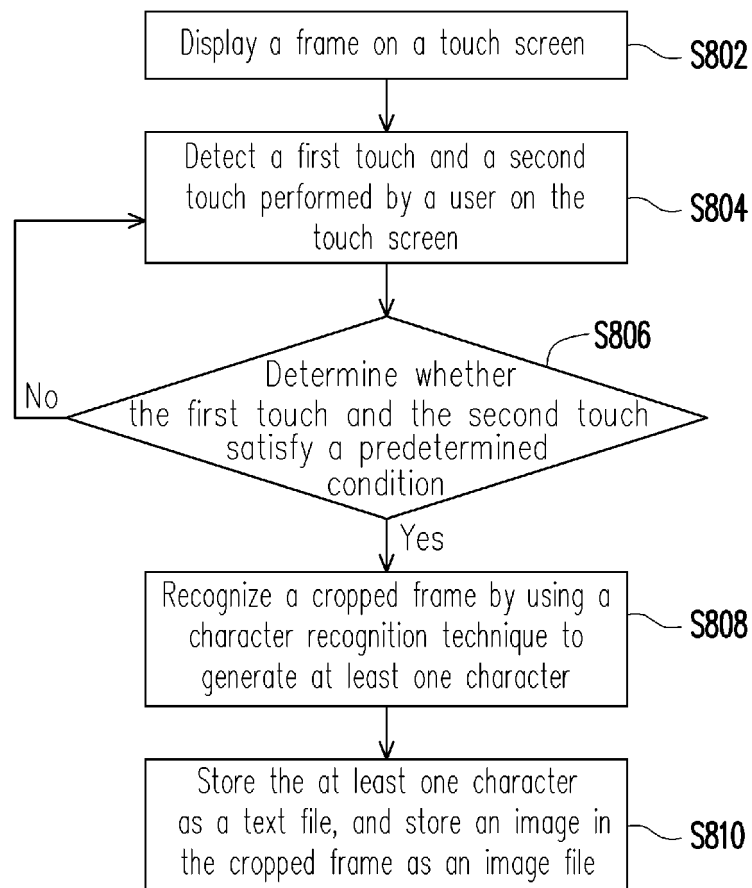 Display a frame on a touch screen
S802
Detect a first touch and a second
touch performed by a user on the
touch screen
S804
S806
Determine whether
the first touch and the second touch
satisfy a predetermined
condition
No
Yes
Recognize a cropped frame by using a
character recognition technique to
generate at least one character
S808
Store the at least one character
as a text file, and store an image in
the cropped frame as an image file
S810